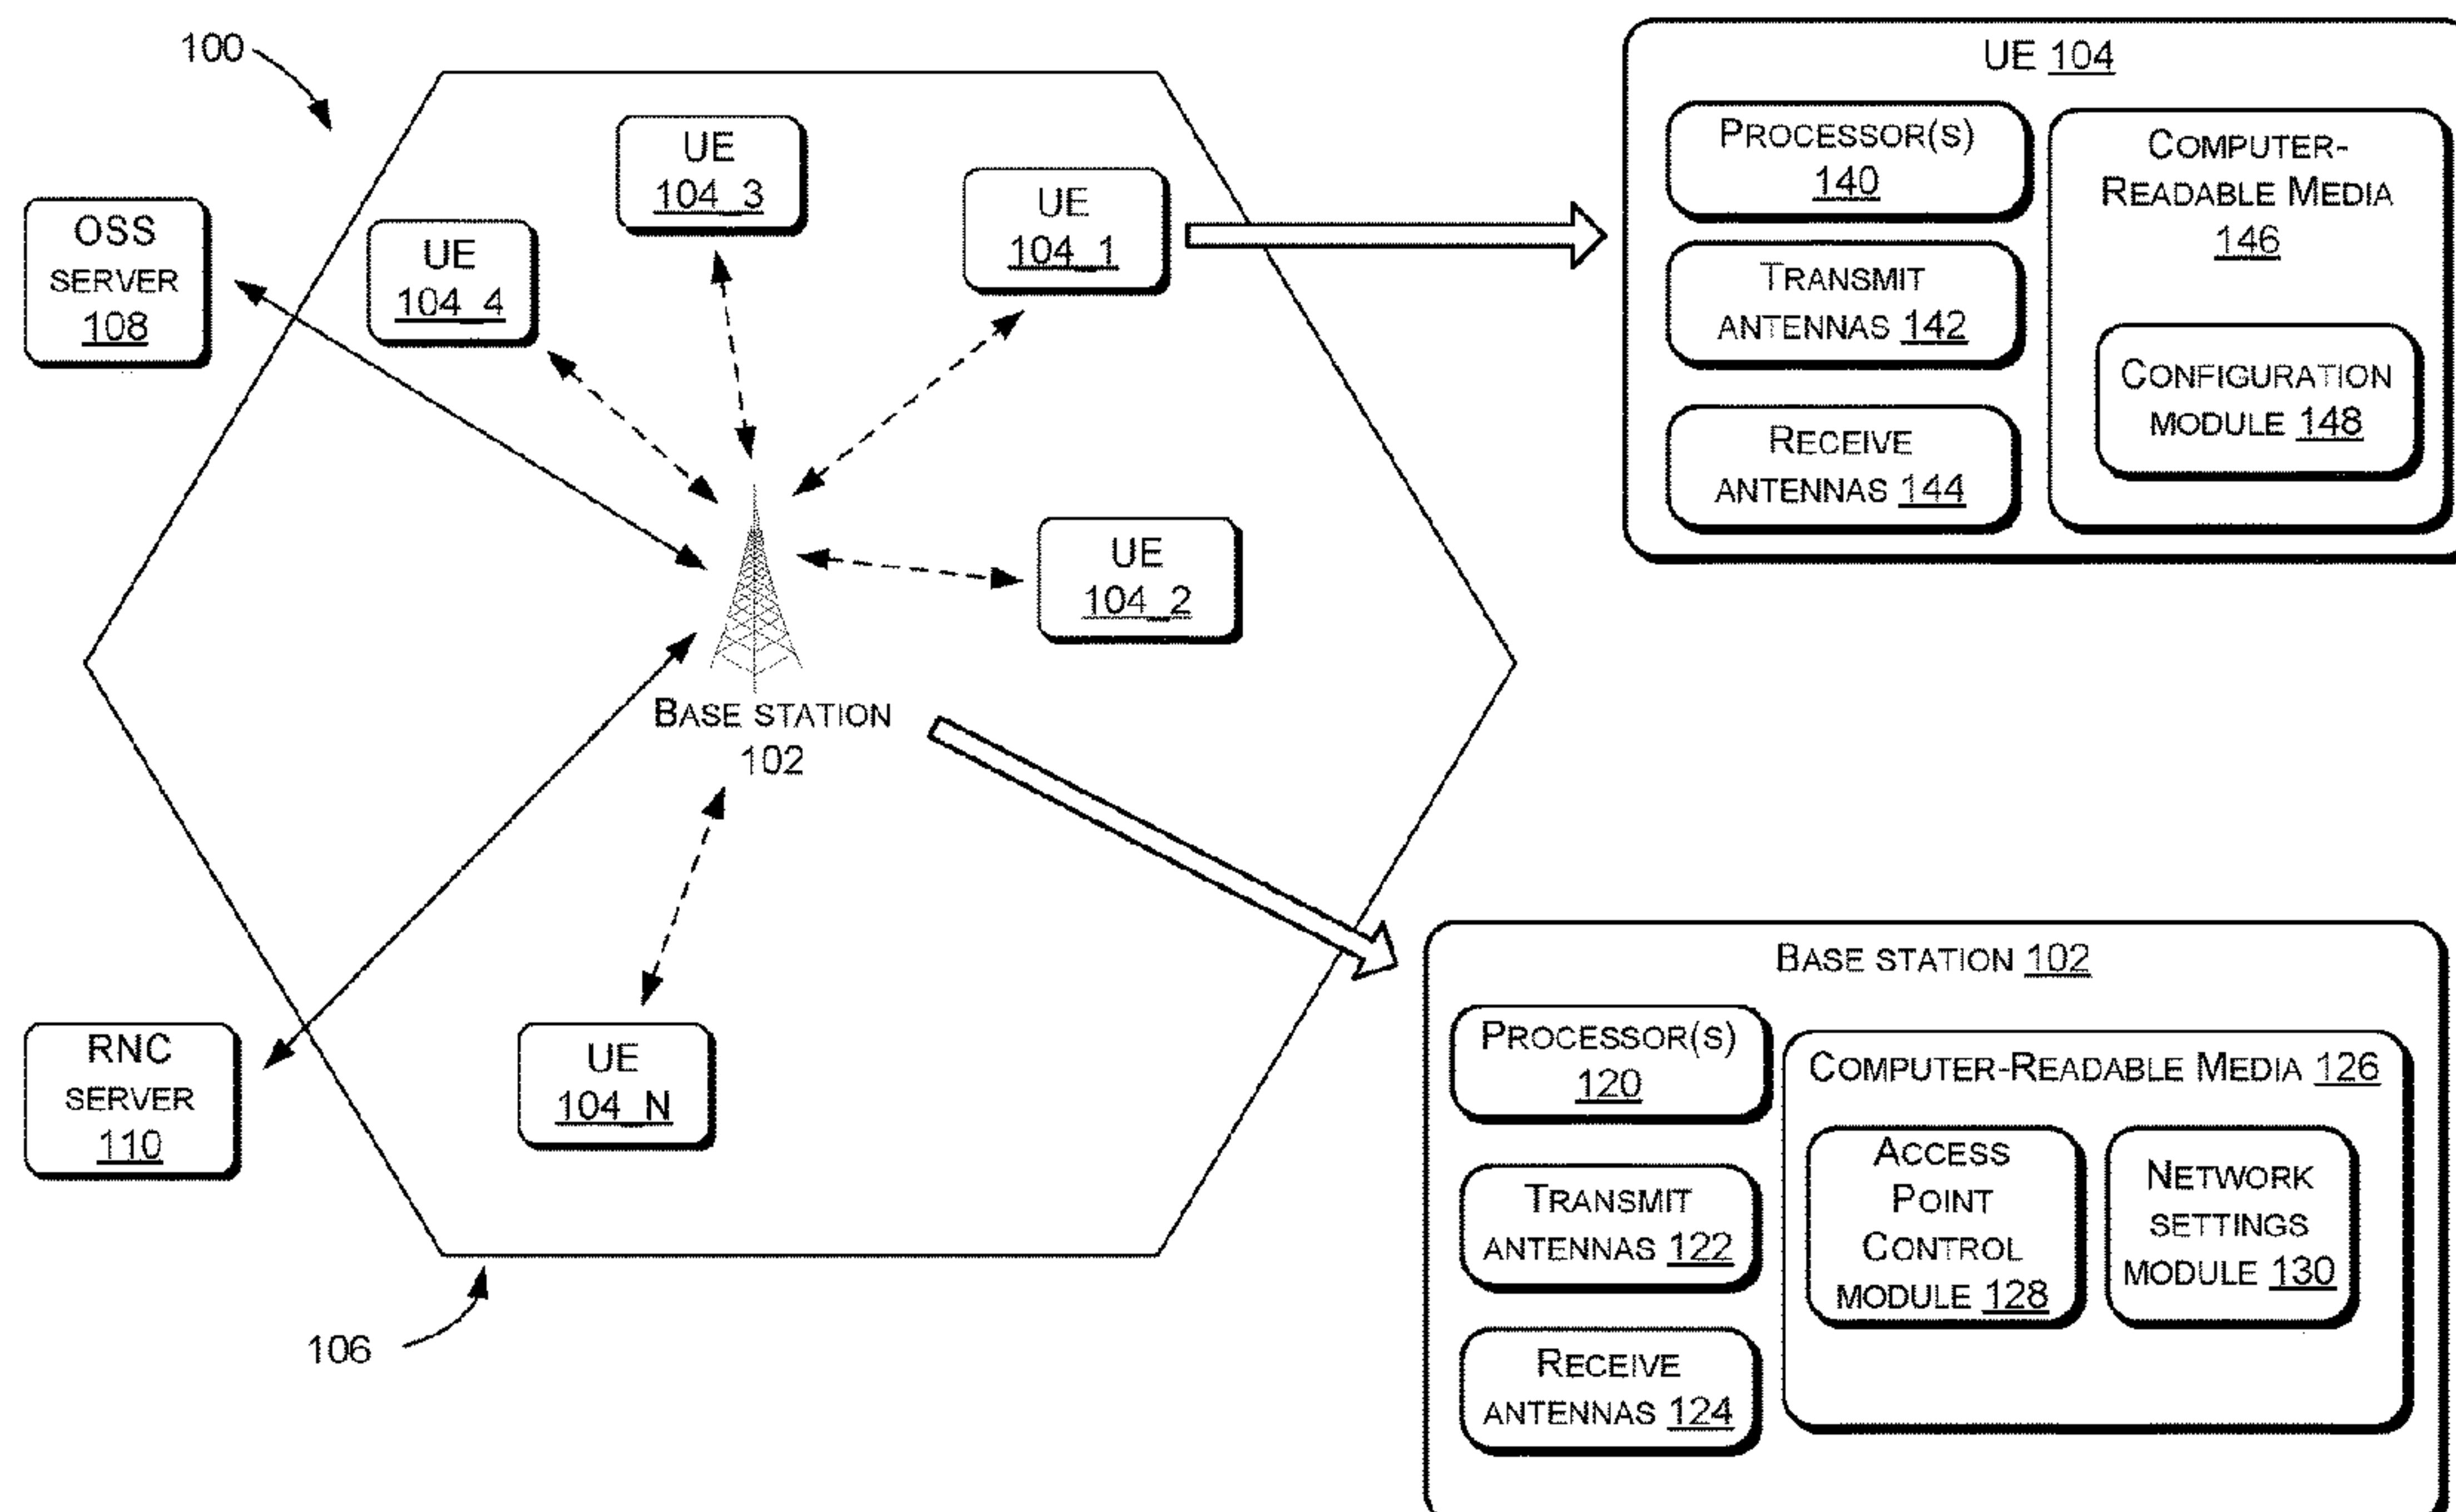 100
UE
104_3
UE
104_1
UE
104_4
OSS
SERVER
108
UE
104_2
BASE STATION
102
RNC
SERVER
110
UE
104_N
106
UE 104
PROCESSOR(S)
140
TRANSMIT
ANTENNAS 142
RECEIVE
ANTENNAS 144
COMPUTER-
READABLE MEDIA
146
CONFIGURATION
MODULE 148
BASE STATION 102
PROCESSOR(S)
120
TRANSMIT
ANTENNAS 122
RECEIVE
ANTENNAS 124
COMPUTER-READABLE MEDIA 126
ACCESS
POINT
CONTROL
MODULE 128
NETWORK
SETTINGS
MODULE 130